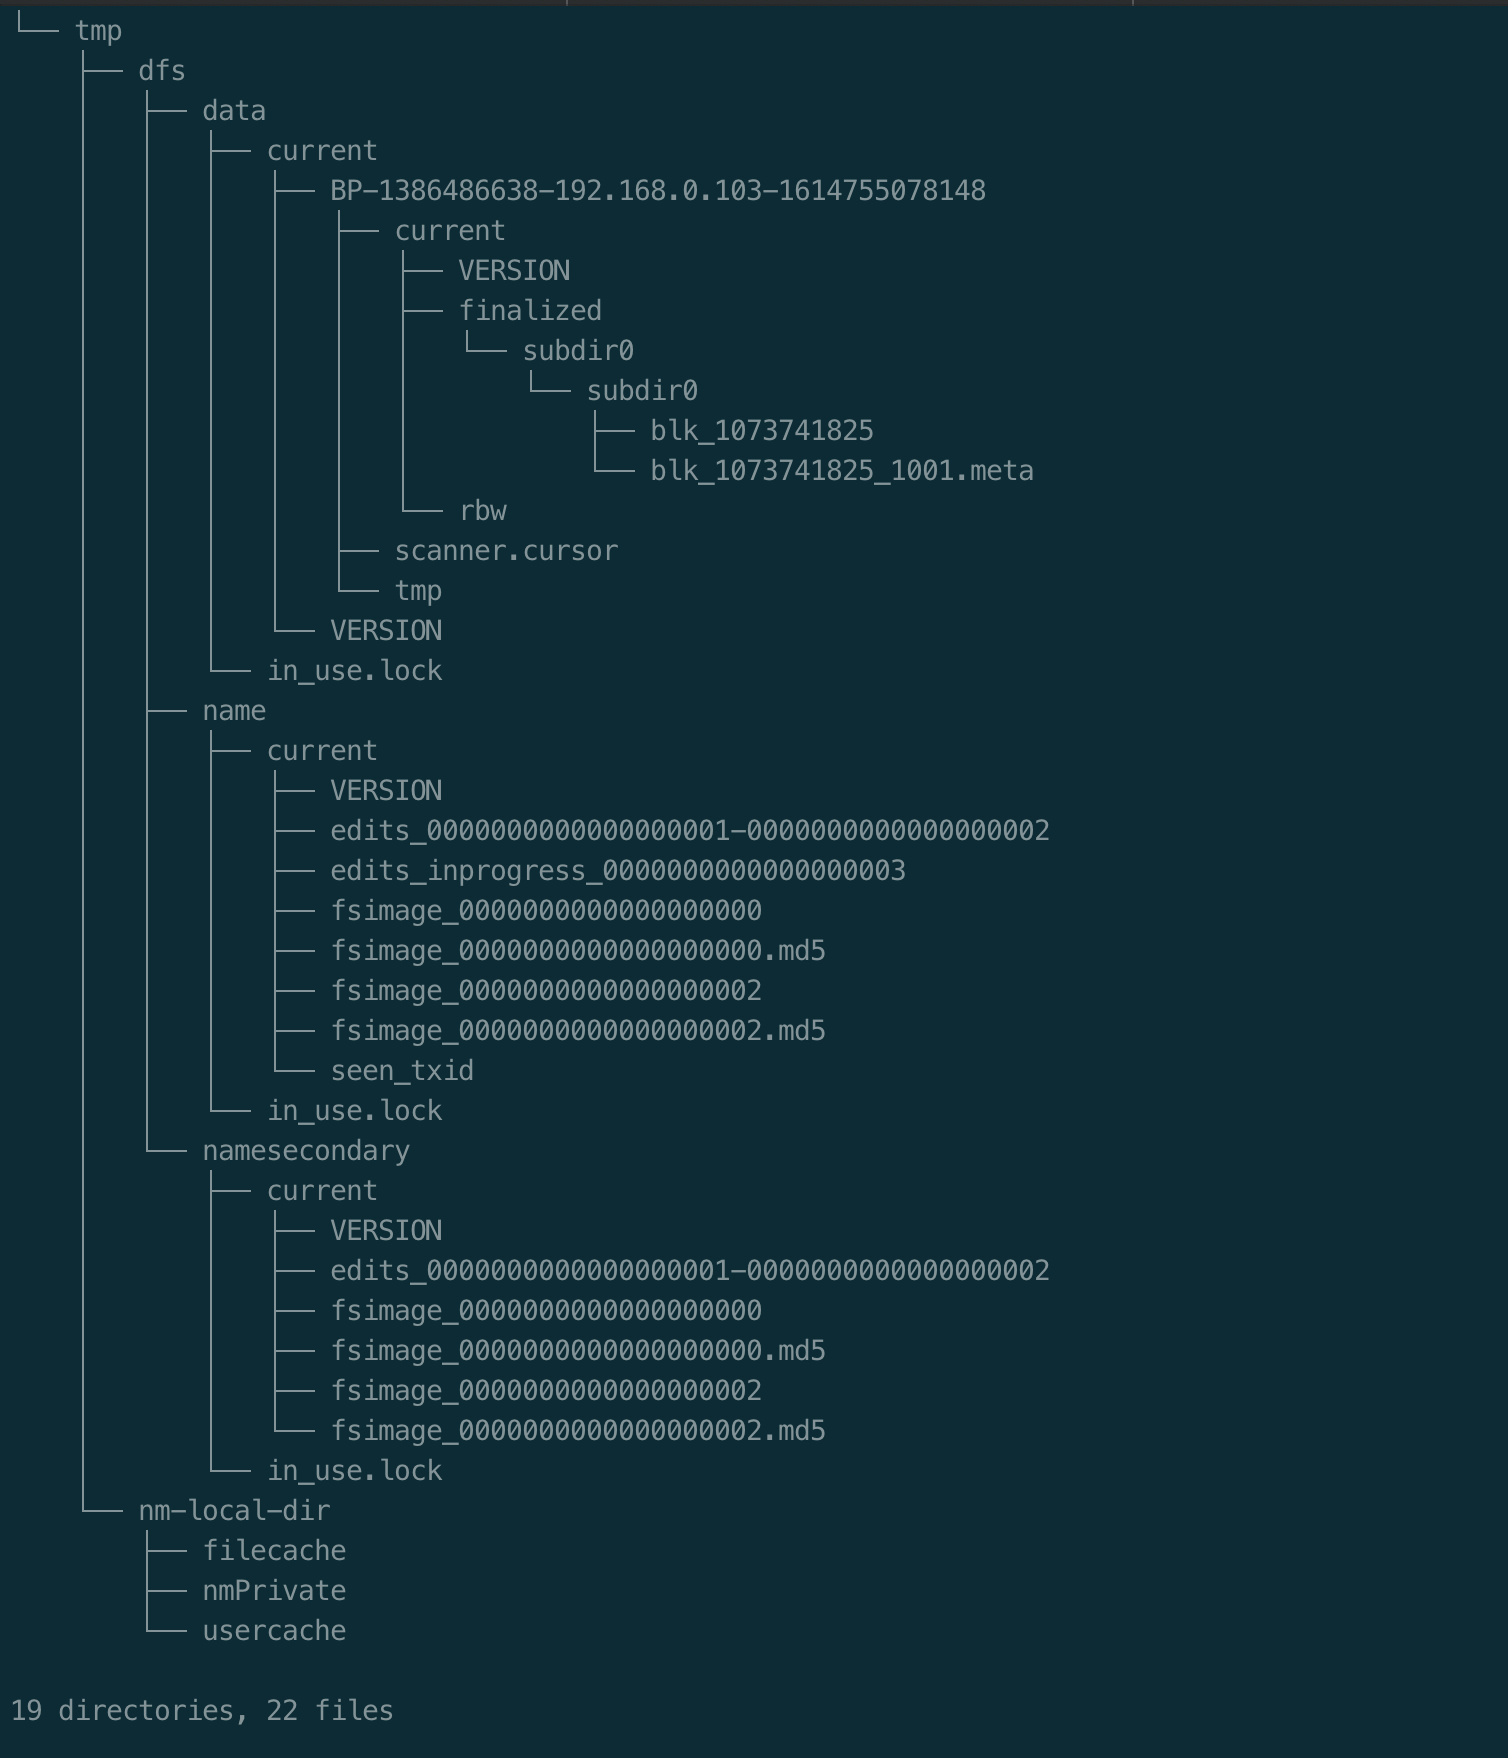 └── tmp
    ├── dfs
    │   ├── data
    │   │   ├── current
    │   │   │   ├── BP-1386486638-192.168.0.103-1614755078148
    │   │   │   │   ├── current
    │   │   │   │   │   ├── VERSION
    │   │   │   │   │   ├── finalized
    │   │   │   │   │   │   └── subdir0
    │   │   │   │   │   │       └── subdir0
    │   │   │   │   │   │           ├── blk_1073741825
    │   │   │   │   │   │           └── blk_1073741825_1001.meta
    │   │   │   │   │   └── rbw
    │   │   │   │   ├── scanner.cursor
    │   │   │   │   └── tmp
    │   │   │   └── VERSION
    │   │   └── in_use.lock
    │   ├── name
    │   │   ├── current
    │   │   │   ├── VERSION
    │   │   │   ├── edits_0000000000000000001-0000000000000000002
    │   │   │   ├── edits_inprogress_0000000000000000003
    │   │   │   ├── fsimage_0000000000000000000
    │   │   │   ├── fsimage_0000000000000000000.md5
    │   │   │   ├── fsimage_0000000000000000002
    │   │   │   ├── fsimage_0000000000000000002.md5
    │   │   │   └── seen_txid
    │   │   └── in_use.lock
    │   └── namesecondary
    │       ├── current
    │       │   ├── VERSION
    │       │   ├── edits_0000000000000000001-0000000000000000002
    │       │   ├── fsimage_0000000000000000000
    │       │   ├── fsimage_0000000000000000000.md5
    │       │   ├── fsimage_0000000000000000002
    │       │   └── fsimage_0000000000000000002.md5
    │       └── in_use.lock
    └── nm-local-dir
        ├── filecache
        ├── nmPrivate
        └── usercache

19 directories, 22 files